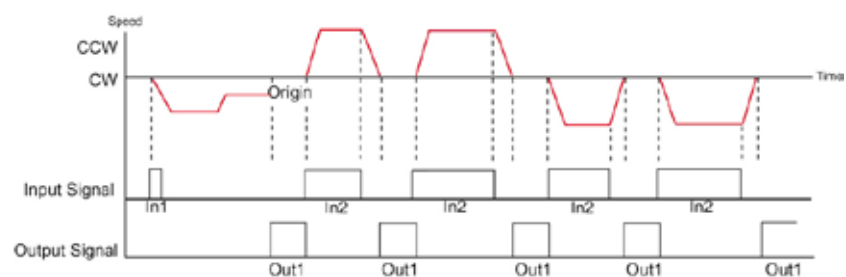 Speed
CCW
CW
Time
Origin
Input Signal
In1 In2 In2 In2 In2
Output Signal
Out1 Out1 Out1 Out1 Out1